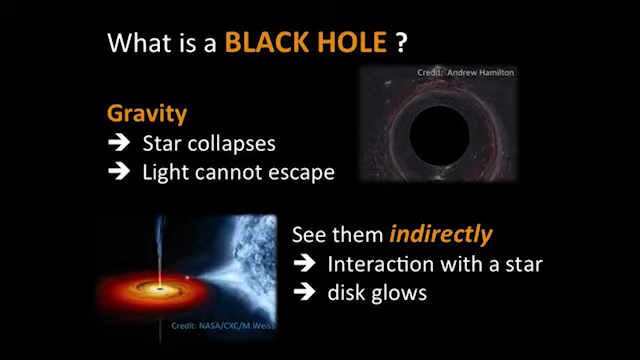 What is a BLACK HOLE ?
Credit: Andrew Hamilton
Gravity
➔ Star collapses
➔ Light cannot escape
See them indirectly
➔ Interaction with a star
➔ disk glows
Credit: NASA/CXC/M.Weiss